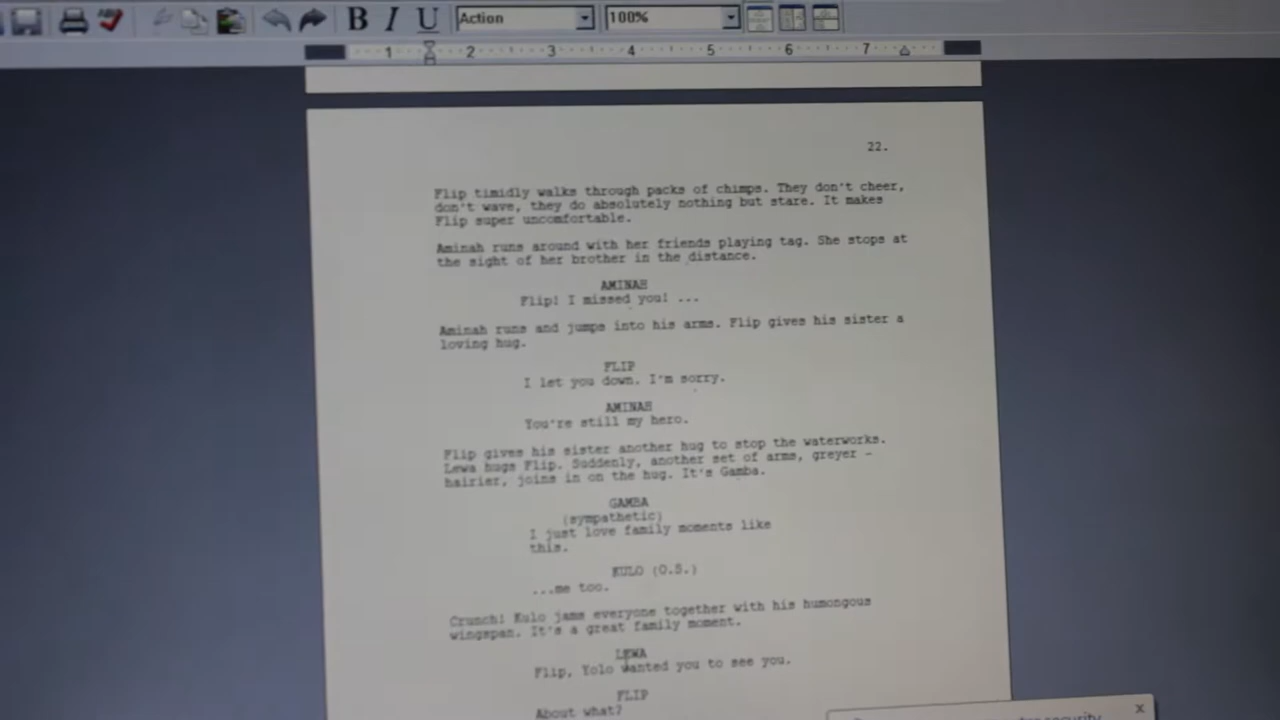 B I U Action 100%
1 2 3 4 5 6 7
22.
Flip timidly walks through packs of chimps. They don't cheer,
don't wave, they do absolutely nothing but stare. It makes
Flip super uncomfortable.
Aminah runs around with her friends playing tag. She stops at
the sight of her brother in the distance.
AMINAH
Flip! I missed you! ...
Aminah runs and jumps into his arms. Flip gives his sister a
loving hug.
FLIP
I let you down. I'm sorry.
AMINAH
You're still my hero.
Flip gives his sister another hug to stop the waterworks.
Lewa hugs Flip. Suddenly, another set of arms, greyer -
hairier, joins in on the hug. It's Gamba.
GAMBA
(sympathetic)
I just love family moments like
this.
KULO (O.S.)
...me too.
Crunch! Kulo jams everyone together with his humongous
wingspan. It's a great family moment.
LEWA
Flip, Yolo wanted you to see you.
FLIP
About what?
security